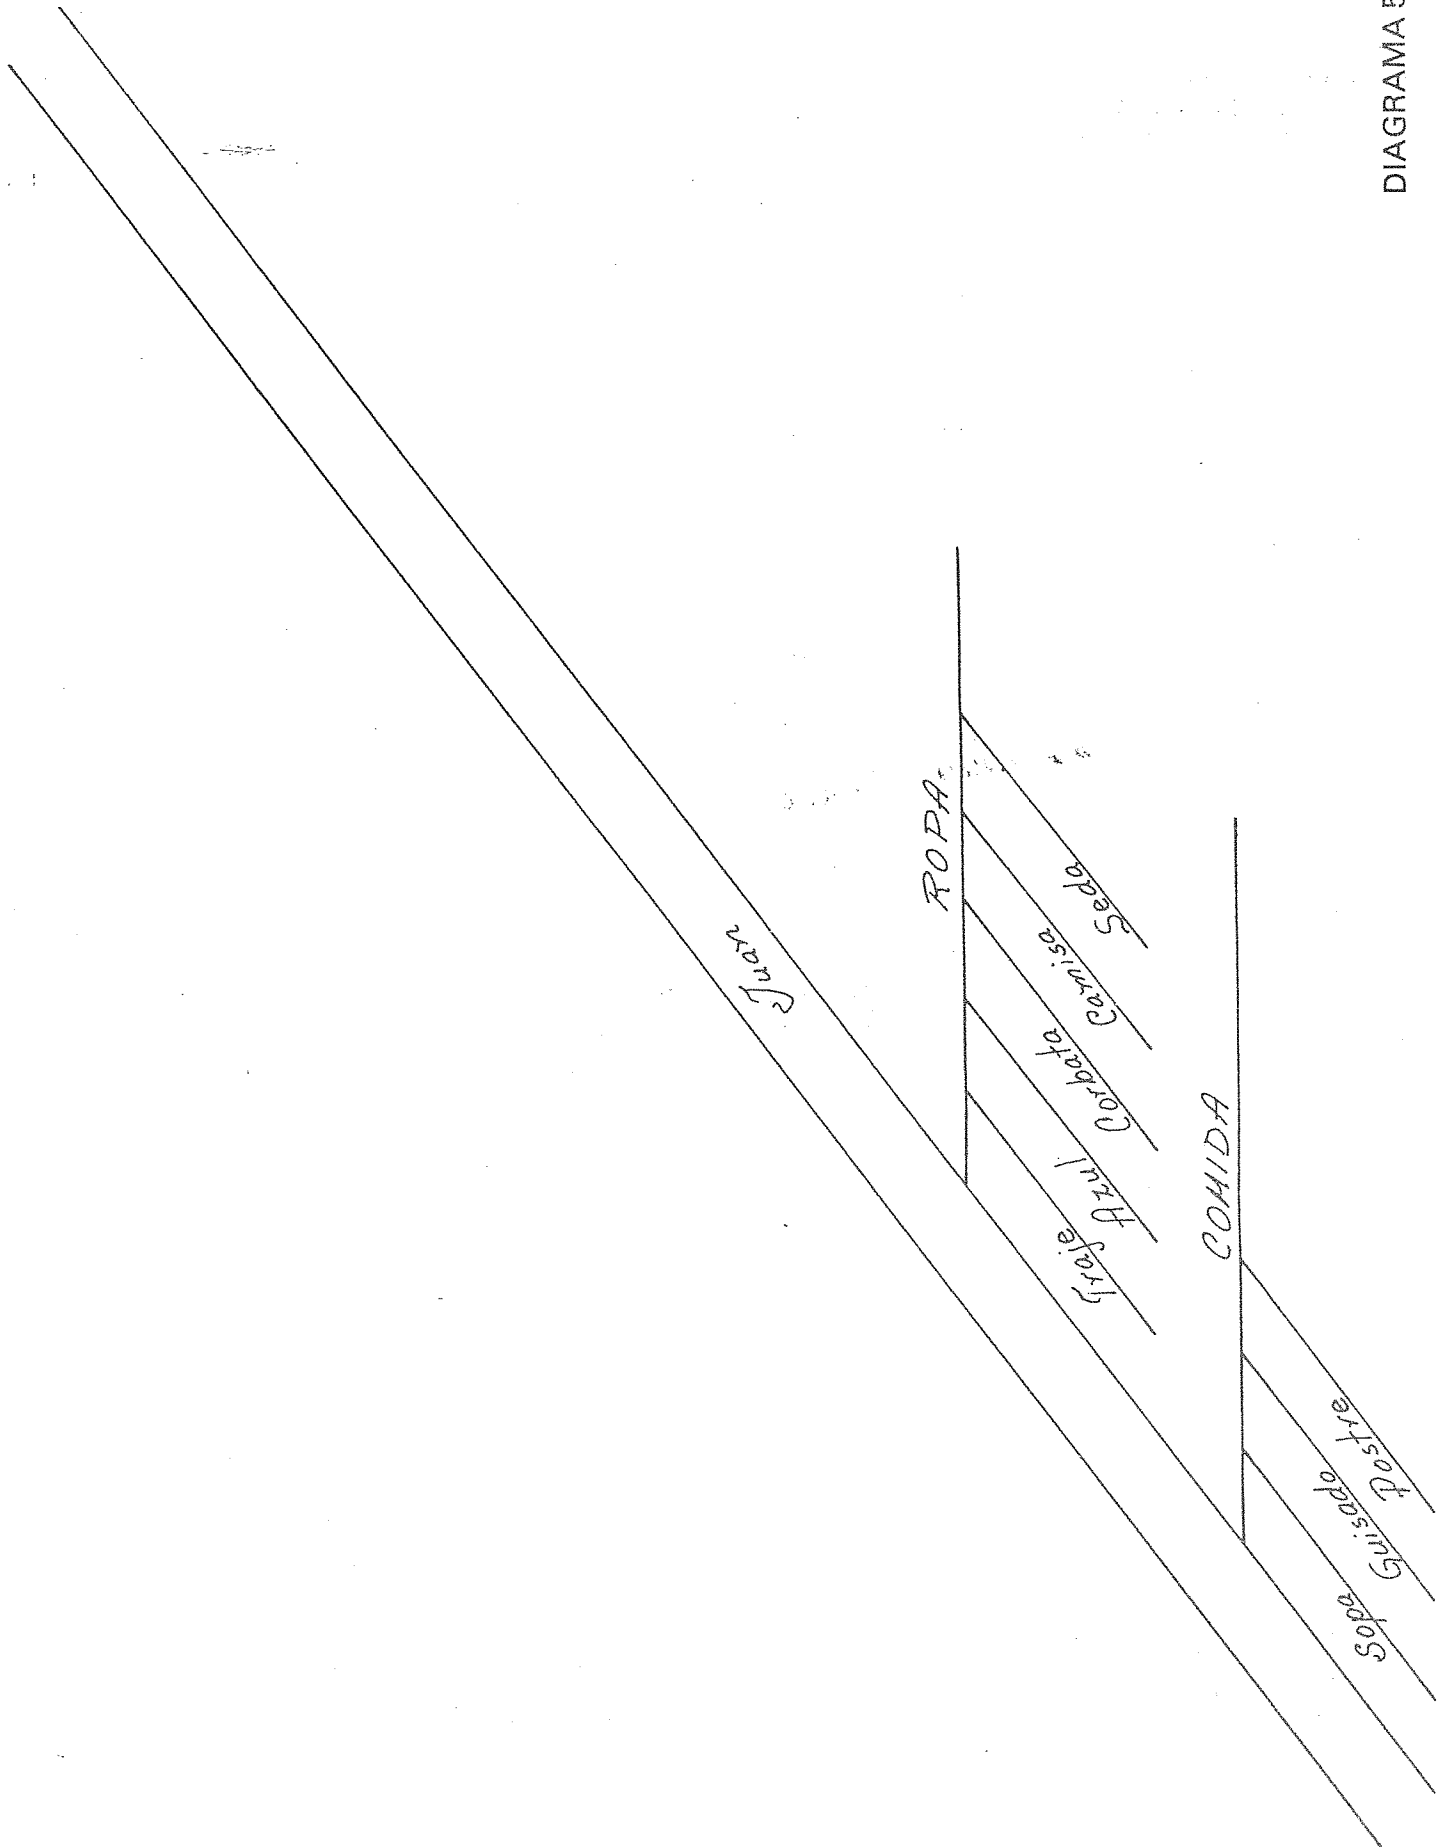 Juan
ROPA
Traje
Azul
Corbata
Camisa
Seda
COMIDA
Sopa
Guisado
Postre
DIAGRAMA 5